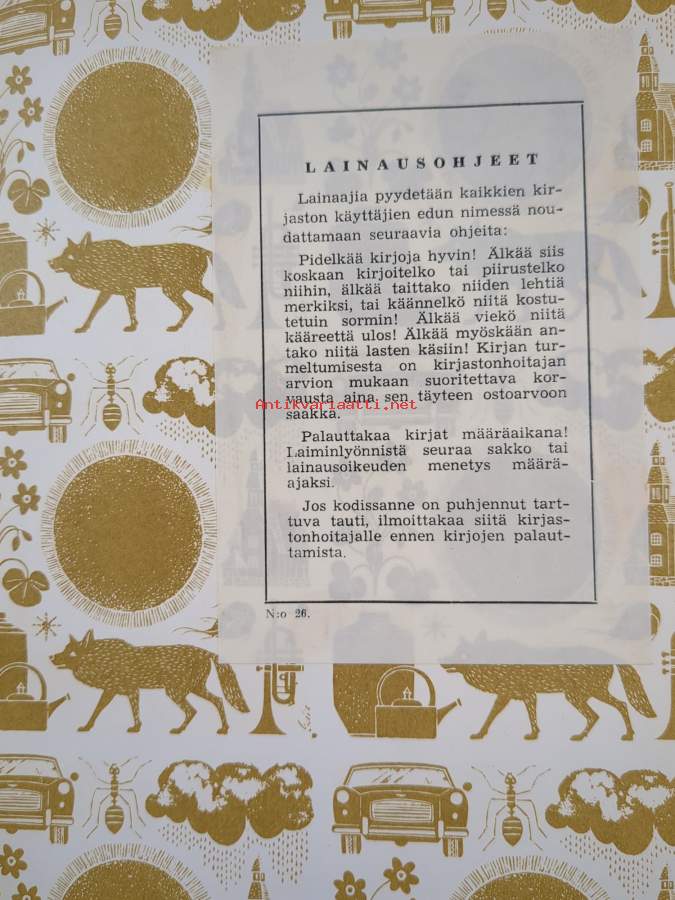 LAINAUSOHJEET
Lainaajia pyydetään kaikkien kir-
jaston käyttäjien edun nimessä nou-
dattamaan seuraavia ohjeita:
Pidelkää kirjoja hyvin! Älkää siis
koskaan kirjoitelko tai piirustelko
niihin, älkää taittako niiden lehtiä
merkiksi, tai käännelkö niitä kostu-
tetuin sormin! Älkää viekö niitä
kääreettä ulos! Älkää myöskään an-
tako niitä lasten käsiin! Kirjan tur-
meltumisesta on kirjastonhoitajan
arvion mukaan suoritettava kor-
vausta aina sen täyteen ostoarvoon
saakka.
Antikvariaatti.net
Palauttakaa kirjat määräaikana!
Laiminlyönnistä seuraa sakko tai
lainausoikeuden menetys määrä-
ajaksi.
Jos kodissanne on puhjennut tart-
tuva tauti, ilmoittakaa siitä kirjas-
tonhoitajalle ennen kirjojen palaut-
tamista.
N:o 26.